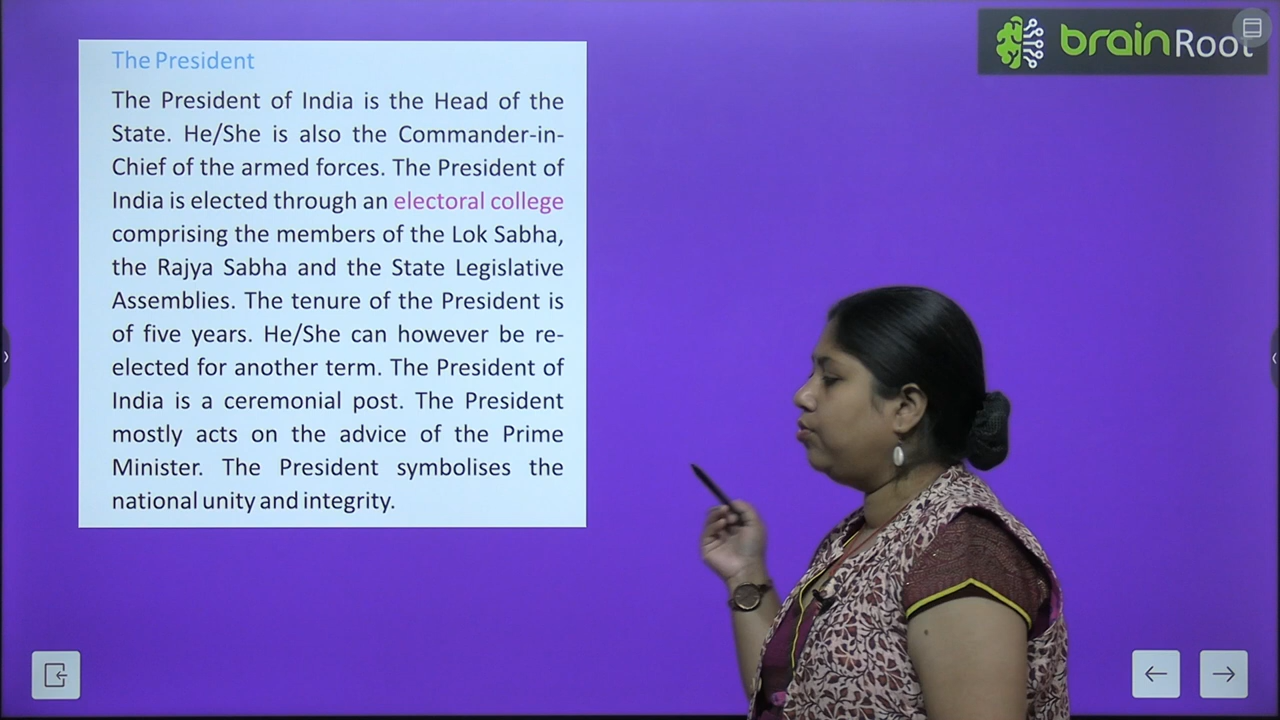 The President
The President of India is the Head of the
State. He/She is also the Commander-in-
Chief of the armed forces. The President of
India is elected through an electoral college
comprising the members of the Lok Sabha,
the Rajya Sabha and the State Legislative
Assemblies. The tenure of the President is
of five years. He/She can however be re-
elected for another term. The President of
India is a ceremonial post. The President
mostly acts on the advice of the Prime
Minister. The President symbolises the
national unity and integrity.
brainRoot